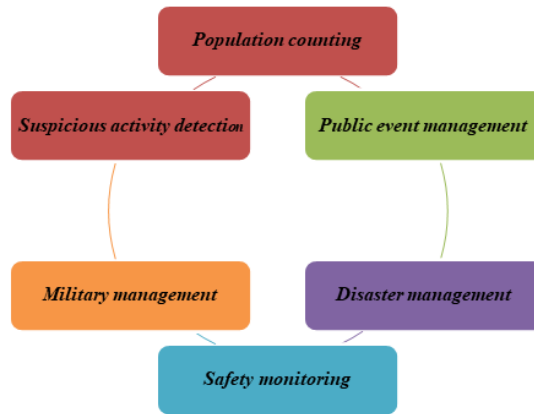 Population counting
Suspicious activity detection
Public event management
Military management
Disaster management
Safety monitoring